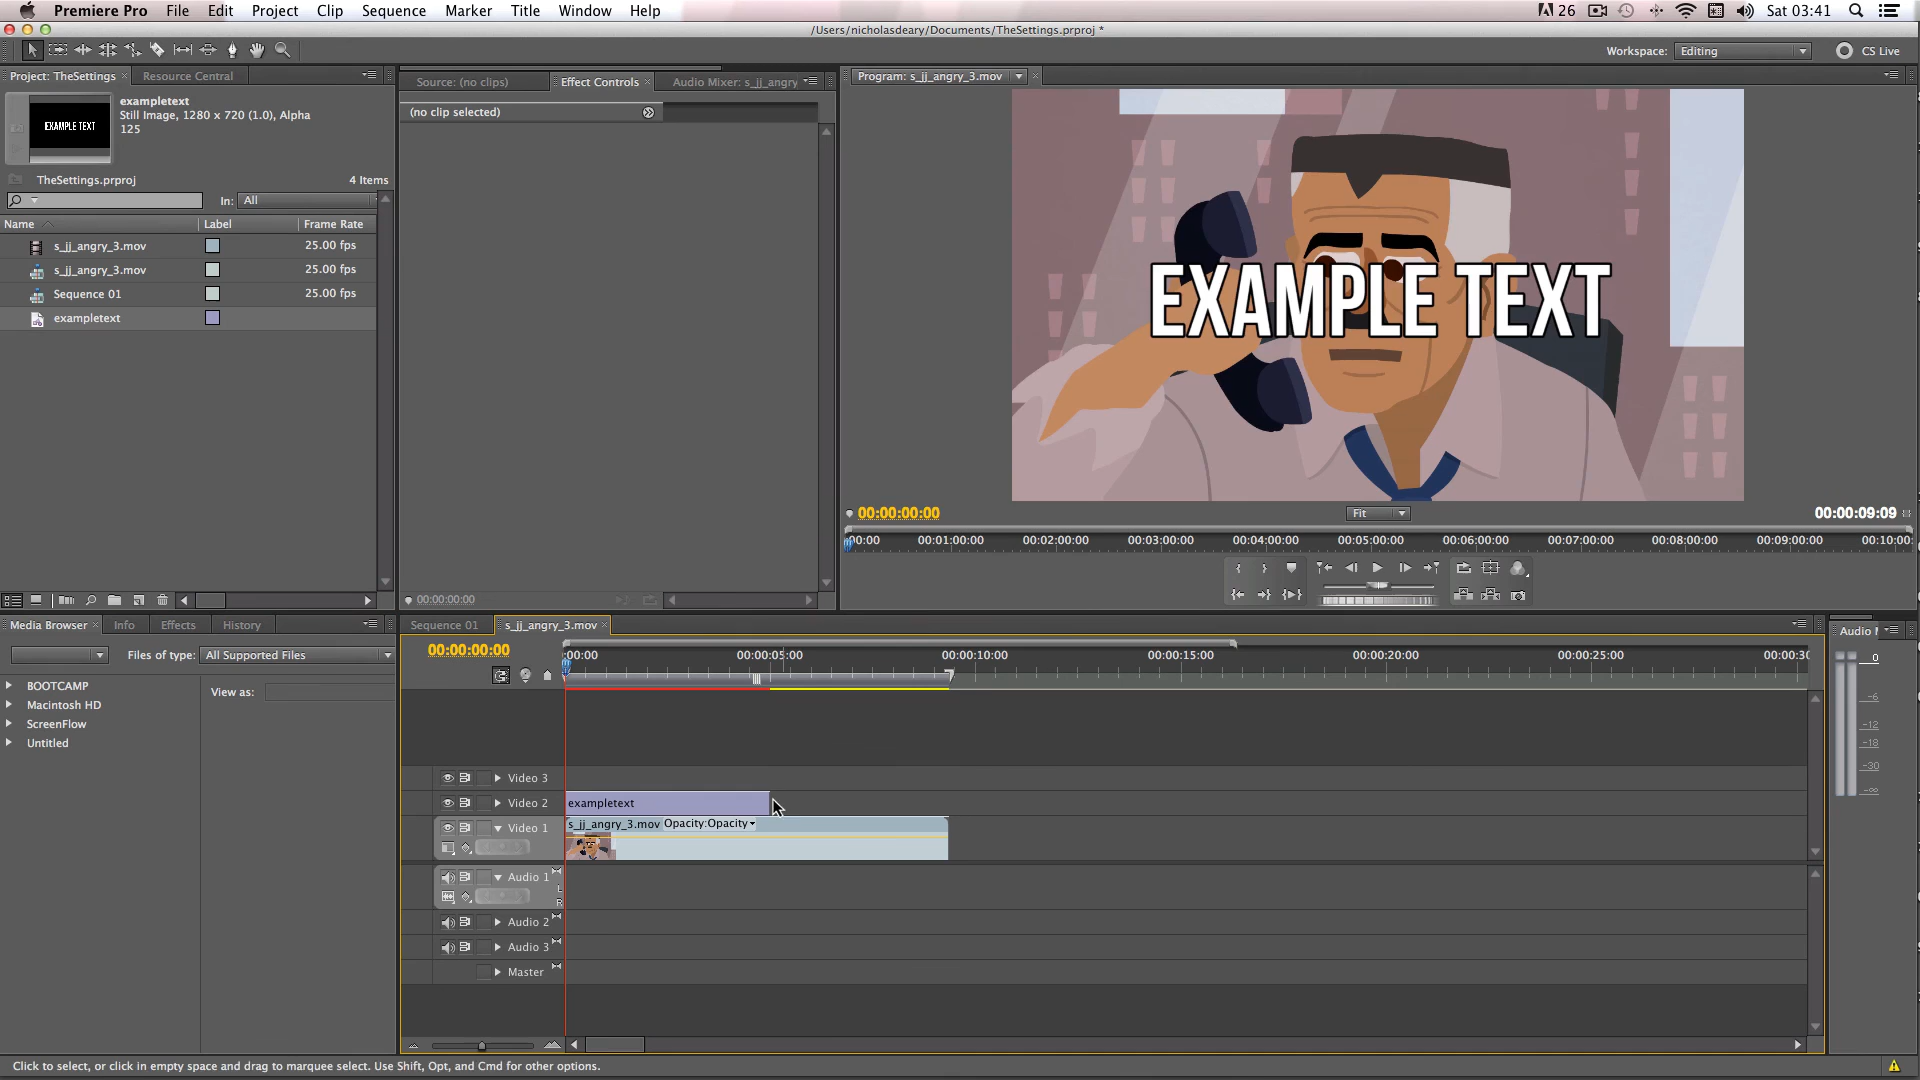 Premiere Pro File Edit Project Clip Sequence Marker Title Window Help
26 Sat 03:41
/Users/nicholasdeary/Documents/TheSettings.prproj *
Workspace: Editing CS Live
Project: TheSettings Resource Central
exampletext
Still Image, 1280 x 720 (1.0), Alpha
125
EXAMPLE TEXT
TheSettings.prproj 4 Items
In: All
Name Label Frame Rate
s_jj_angry_3.mov 25.00 fps
s_jj_angry_3.mov 25.00 fps
Sequence 01 25.00 fps
exampletext
Source: (no clips) Effect Controls Audio Mixer: s_jj_angry
(no clip selected)
00:00:00:00
Program: s_jj_angry_3.mov
EXAMPLE TEXT
00:00:00:00 Fit 00:00:09:09
00:00 00:01:00:00 00:02:00:00 00:03:00:00 00:04:00:00 00:05:00:00 00:06:00:00 00:07:00:00 00:08:00:00 00:09:00:00 00:10:00:
Media Browser Info Effects History
Files of type: All Supported Files
View as:
BOOTCAMP
Macintosh HD
ScreenFlow
Untitled
Sequence 01 s_jj_angry_3.mov
00:00:00:00
:00:00 00:00:05:00 00:00:10:00 00:00:15:00 00:00:20:00 00:00:25:00 00:00:30
Video 3
Video 2 exampletext
Video 1 s_jj_angry_3.mov Opacity:Opacity
Audio 1
L
R
Audio 2
Audio 3
Master
Audio
0
-6
-12
-18
-30
-∞
Click to select, or click in empty space and drag to marquee select. Use Shift, Opt, and Cmd for other options.